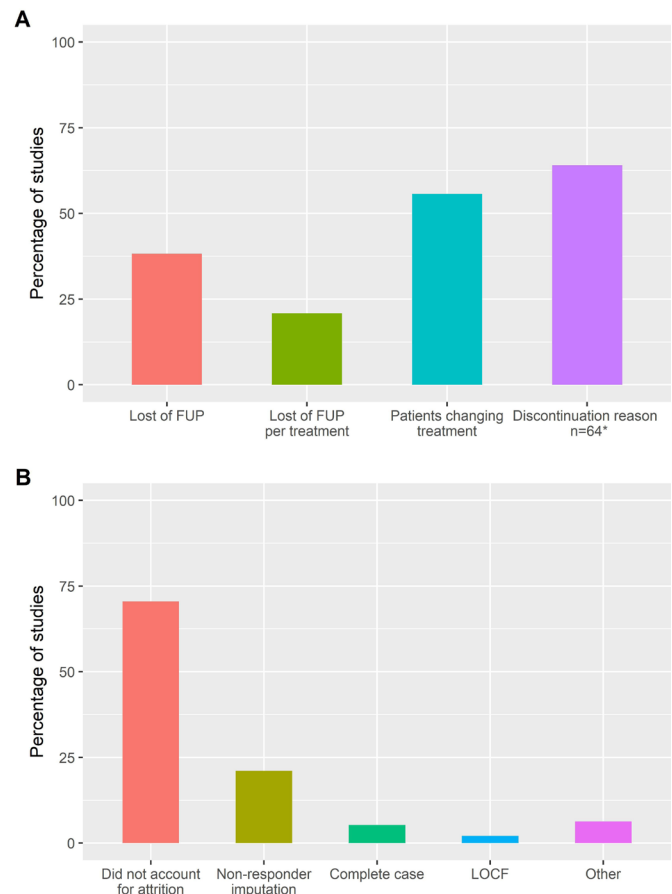 A
100
75
50
25
0
Percentage of studies
Lost of FUP
Lost of FUP
per treatment
Patients changing
treatment
Discontinuation reason
n=64*
B
100
75
50
25
0
Percentage of studies
Did not account
for attrition
Non-responder
imputation
Complete case
LOCF
Other